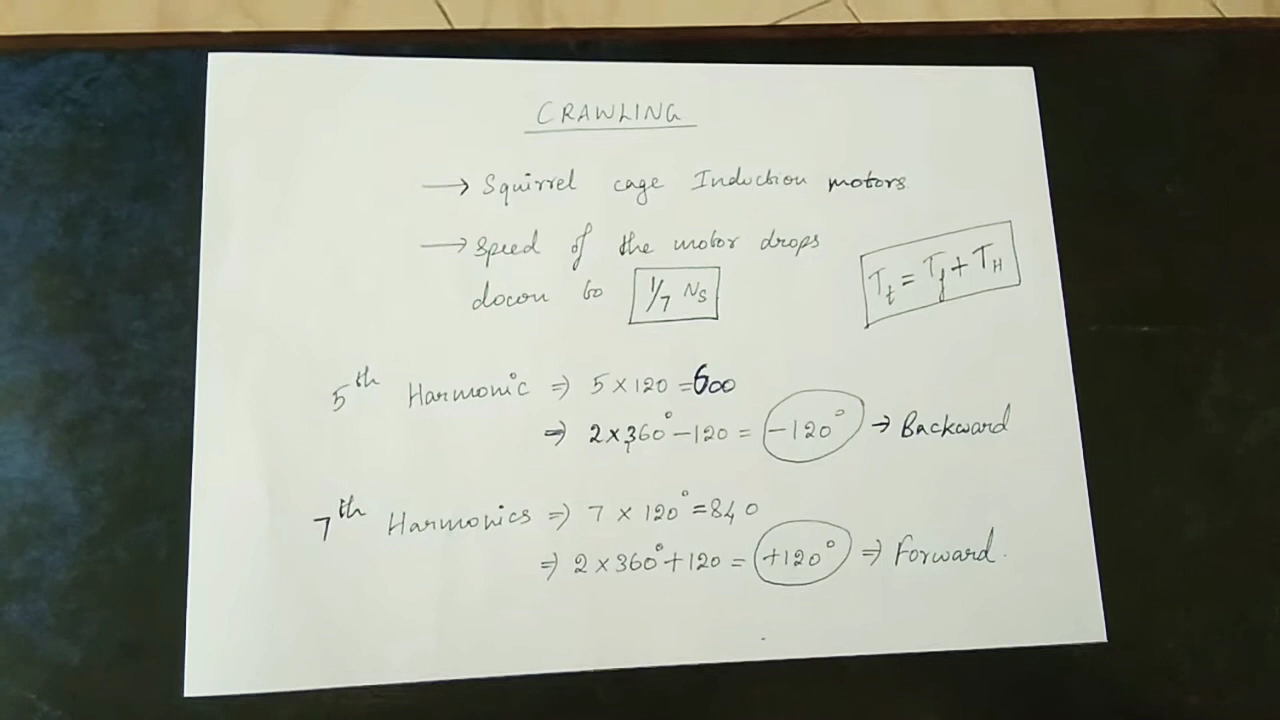 CRAWLING
→ Squirrel cage Induction motors
→ Speed of the motor drops
down to 1/7 Ns
Tt = Tf + TH
5th Harmonic ⇒ 5 × 120 = 600
⇒ 2 × 360° − 120 = −120° → Backward
7th Harmonics ⇒ 7 × 120° = 840
⇒ 2 × 360° + 120 = +120° ⇒ Forward.